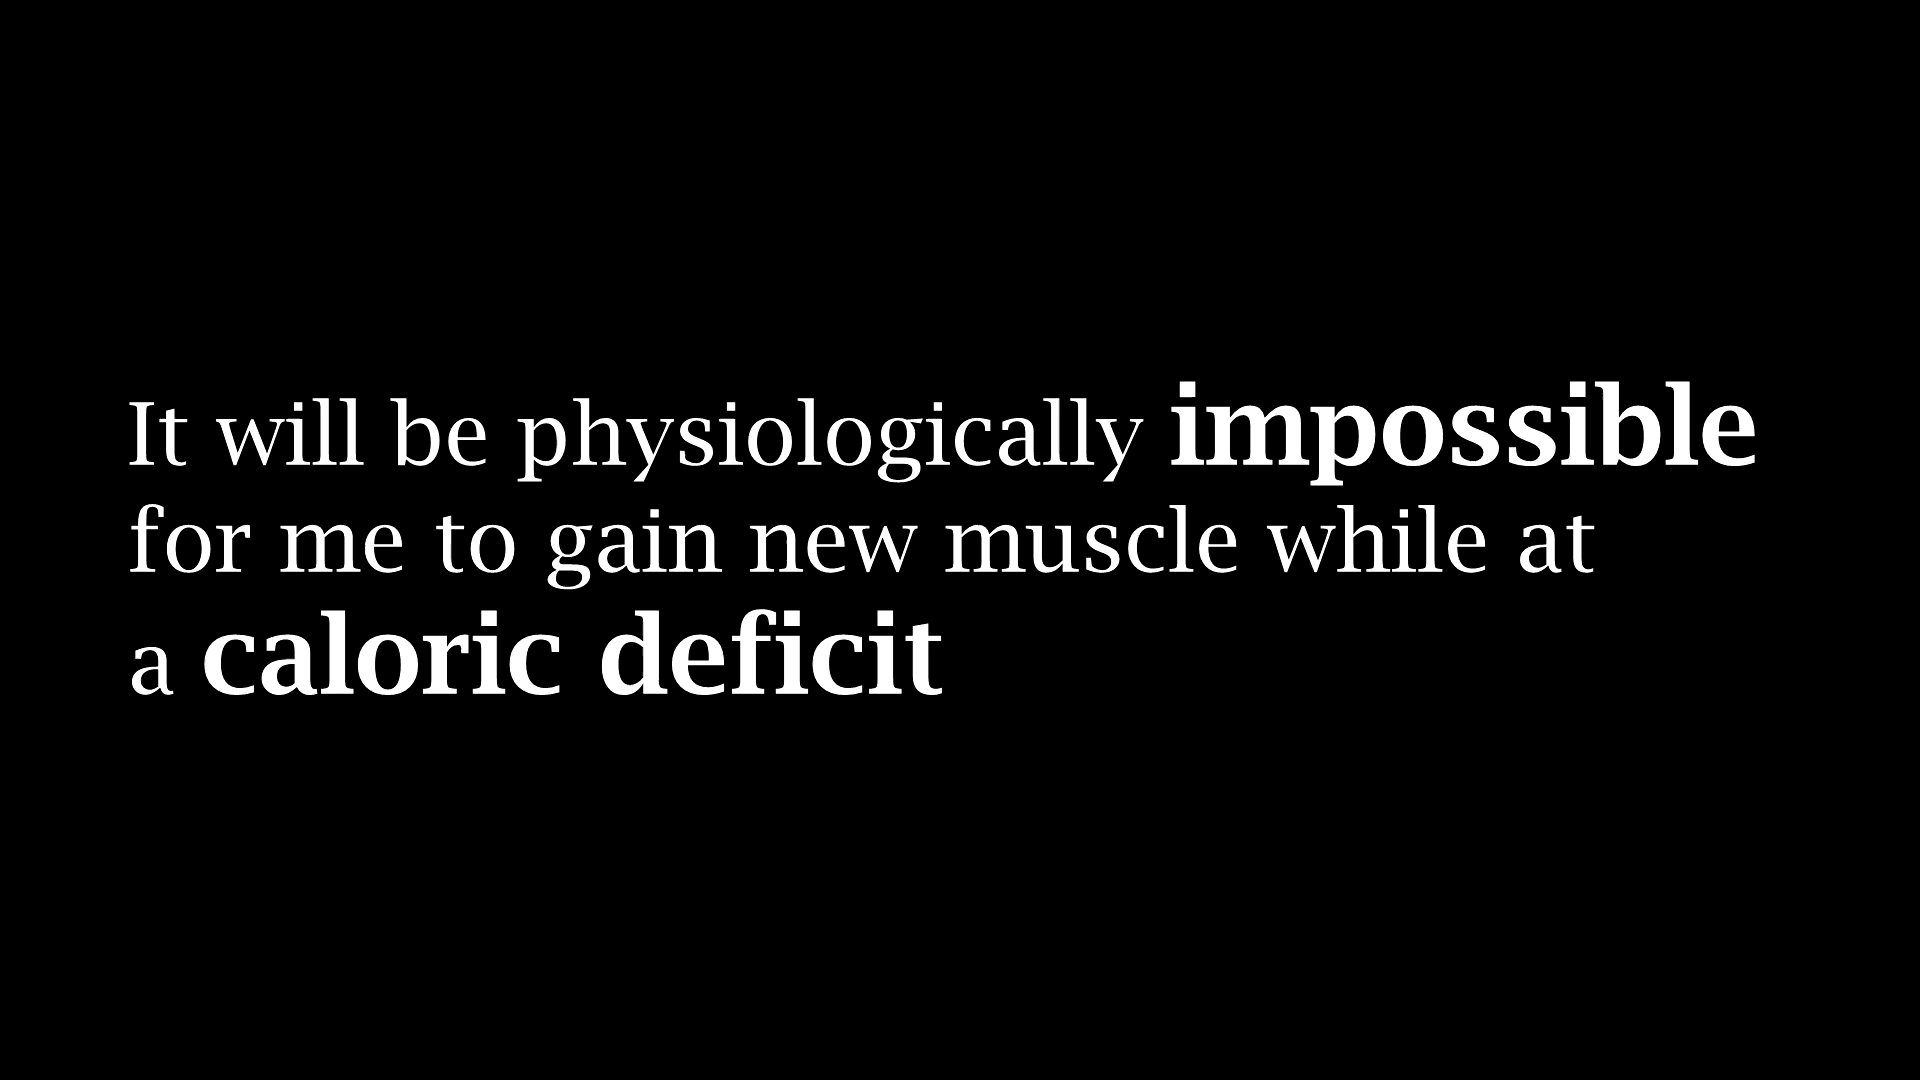 It will be physiologically impossible
for me to gain new muscle while at
a caloric deficit